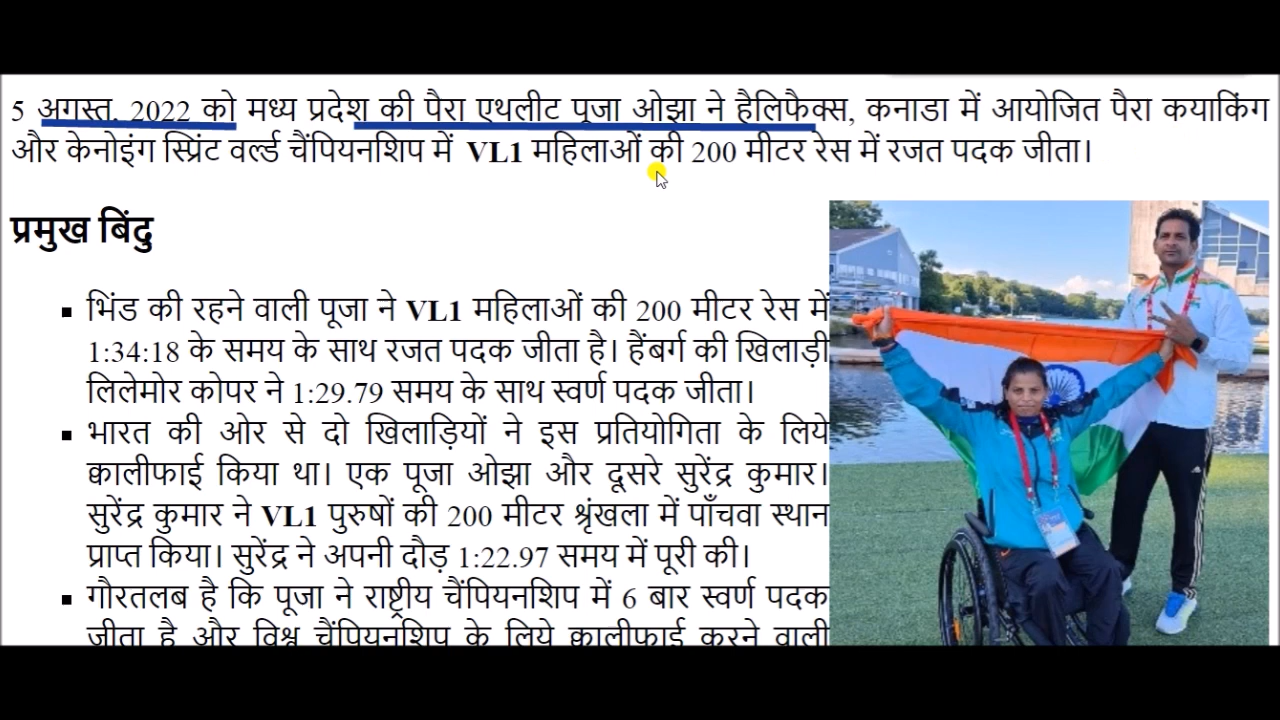 5 अगस्त, 2022 को मध्य प्रदेश की पैरा एथलीट पूजा ओझा ने हैलिफैक्स, कनाडा में आयोजित पैरा कयाकिंग
और केनोइंग स्प्रिंट वर्ल्ड चैंपियनशिप में VL1 महिलाओं की 200 मीटर रेस में रजत पदक जीता।
प्रमुख बिंदु
▪ भिंड की रहने वाली पूजा ने VL1 महिलाओं की 200 मीटर रेस में
1:34:18 के समय के साथ रजत पदक जीता है। हैंबर्ग की खिलाड़ी
लिलेमोर कोपर ने 1:29.79 समय के साथ स्वर्ण पदक जीता।
▪ भारत की ओर से दो खिलाड़ियों ने इस प्रतियोगिता के लिये
क्वालीफाई किया था। एक पूजा ओझा और दूसरे सुरेंद्र कुमार।
सुरेंद्र कुमार ने VL1 पुरुषों की 200 मीटर श्रृंखला में पाँचवा स्थान
प्राप्त किया। सुरेंद्र ने अपनी दौड़ 1:22.97 समय में पूरी की।
▪ गौरतलब है कि पूजा ने राष्ट्रीय चैंपियनशिप में 6 बार स्वर्ण पदक
जीता है और विश्व चैंपियनशिप के लिये क्वालीफाई करने वाली